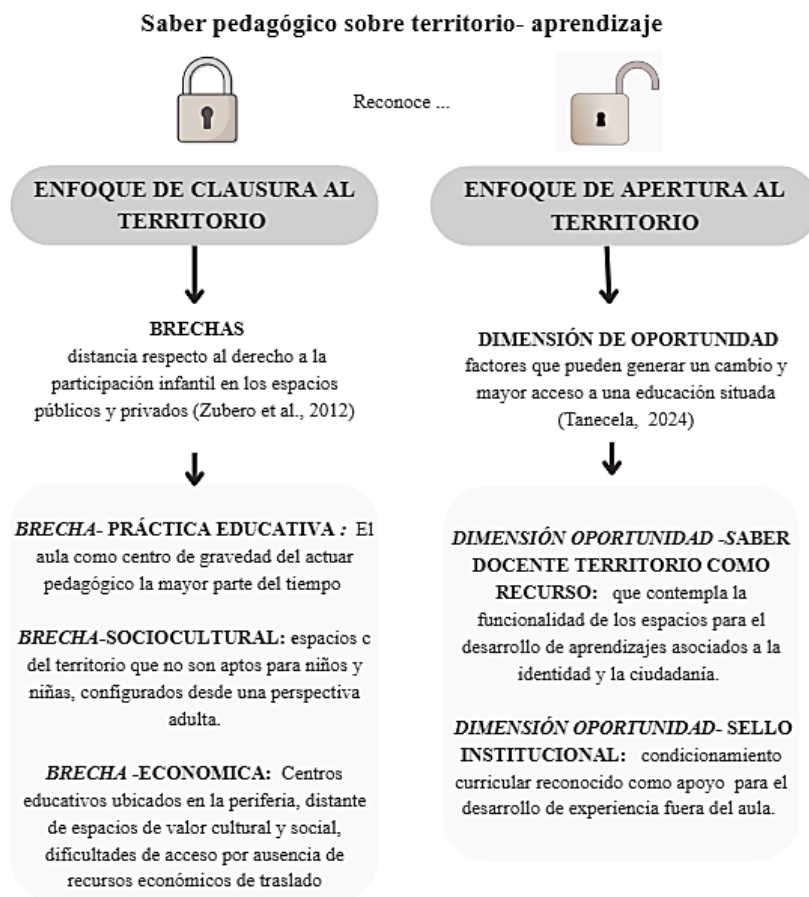 Saber pedagógico sobre territorio- aprendizaje
Reconoce ...
ENFOQUE DE CLAUSURA AL
TERRITORIO
BRECHAS
distancia respecto al derecho a la
participación infantil en los espacios
públicos y privados (Zubero et al., 2012)
BRECHA- PRÁCTICA EDUCATIVA : El
aula como centro de gravedad del actuar
pedagógico la mayor parte del tiempo
BRECHA-SOCIOCULTURAL: espacios c
del territorio que no son aptos para niños y
niñas, configurados desde una perspectiva
adulta.
BRECHA -ECONOMICA: Centros
educativos ubicados en la periferia, distante
de espacios de valor cultural y social,
dificultades de acceso por ausencia de
recursos económicos de traslado
ENFOQUE DE APERTURA AL
TERRITORIO
DIMENSIÓN DE OPORTUNIDAD
factores que pueden generar un cambio y
mayor acceso a una educación situada
(Tanecela, 2024)
DIMENSIÓN OPORTUNIDAD -SABER
DOCENTE TERRITORIO COMO
RECURSO: que contempla la
funcionalidad de los espacios para el
desarrollo de aprendizajes asociados a la
identidad y la ciudadanía.
DIMENSIÓN OPORTUNIDAD- SELLO
INSTITUCIONAL: condicionamiento
curricular reconocido como apoyo para el
desarrollo de experiencia fuera del aula.